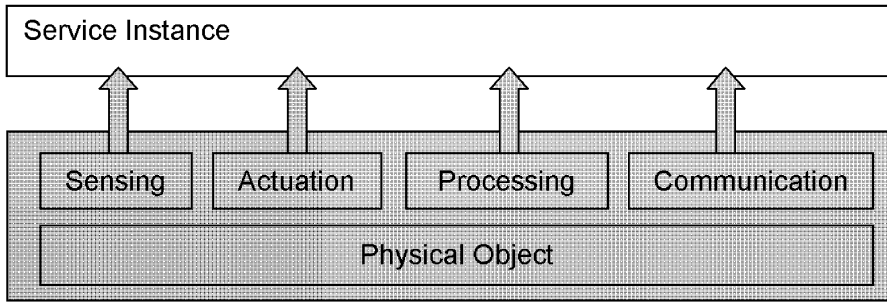 Service Instance
Sensing Actuation Processing Communication
Physical Object